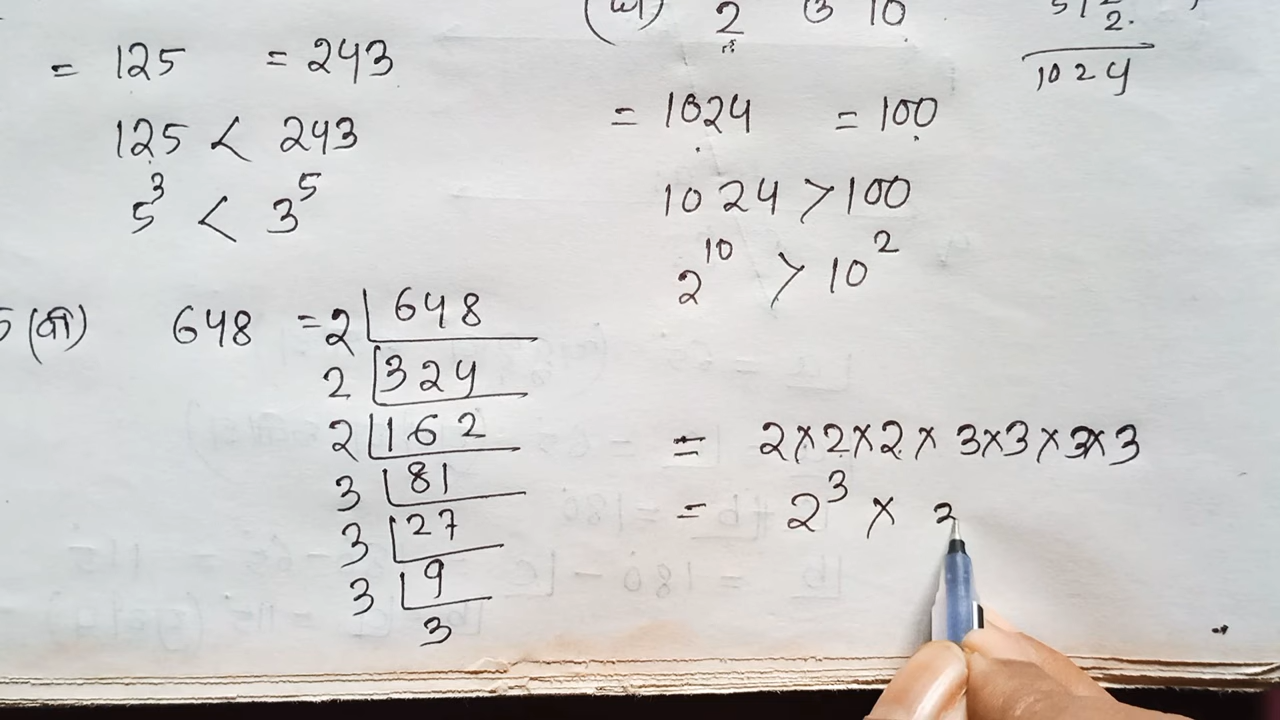 = 125 = 243
125 < 243
5³ < 3⁵
2 10
2.
1024
= 1024 = 100
1024 > 100
2¹⁰ > 10²
5 (क) 648 = 2 | 648
2 | 324
2 | 162
3 | 81
3 | 27
3 | 9
3
= 2×2×2×3×3×3×3
= 2³ × 3